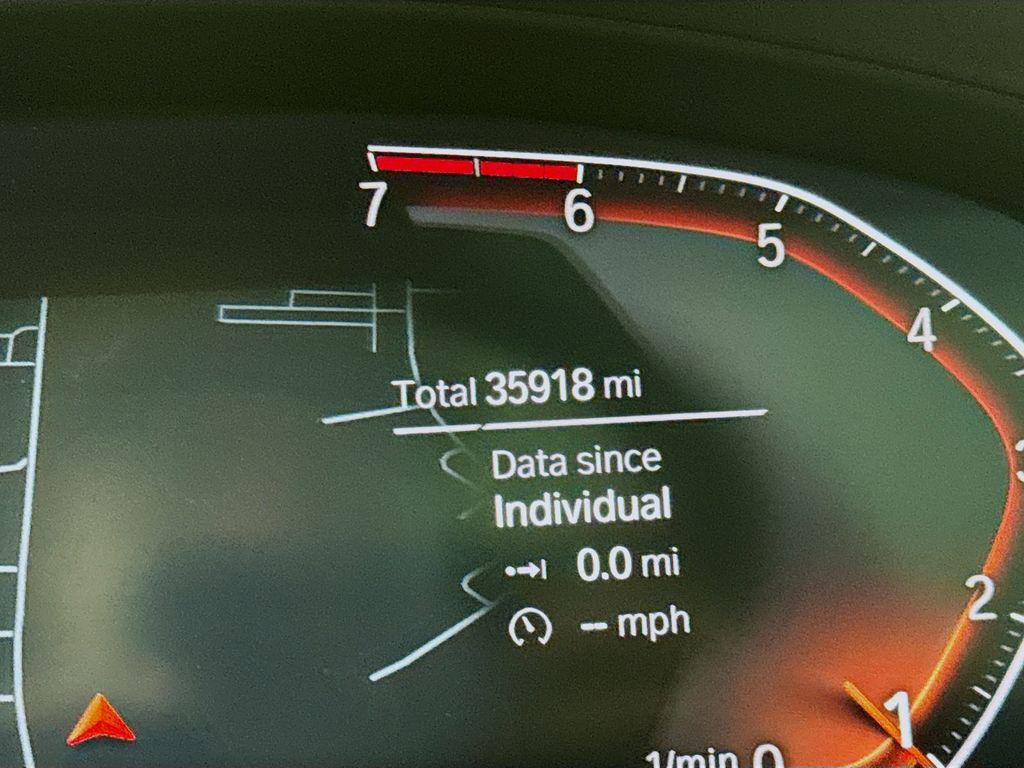 7
6
5
4
Total 35918 mi
Data since
Individual
0.0 mi
-- mph
2
1
1/min 0